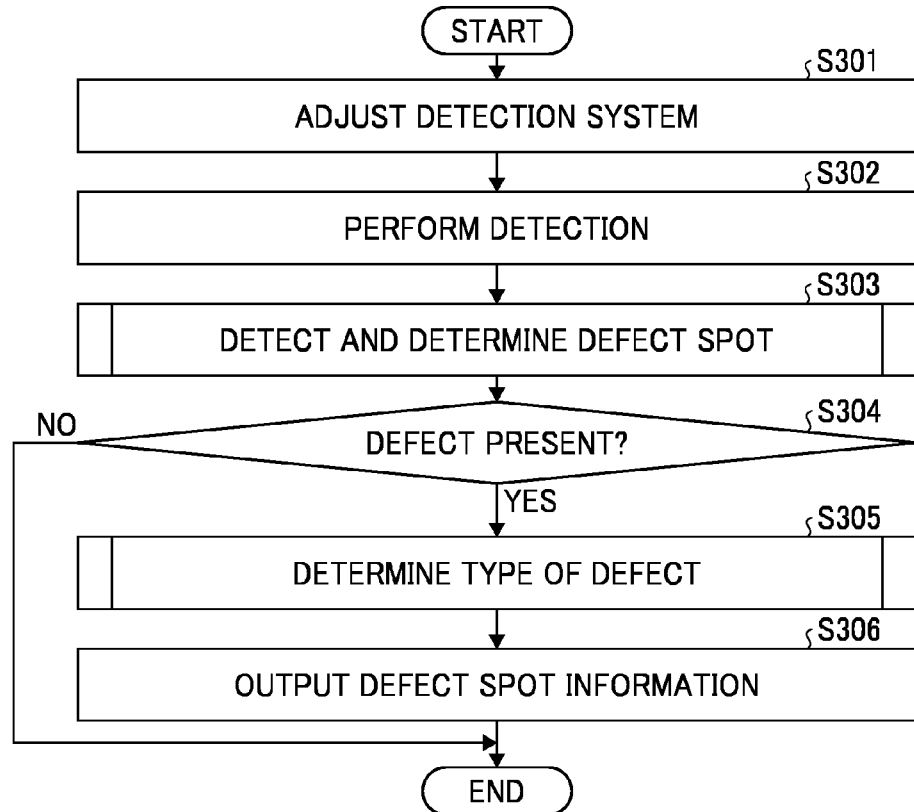 START
S301
ADJUST DETECTION SYSTEM
S302
PERFORM DETECTION
S303
DETECT AND DETERMINE DEFECT SPOT
S304
NO
DEFECT PRESENT?
YES
S305
DETERMINE TYPE OF DEFECT
S306
OUTPUT DEFECT SPOT INFORMATION
END